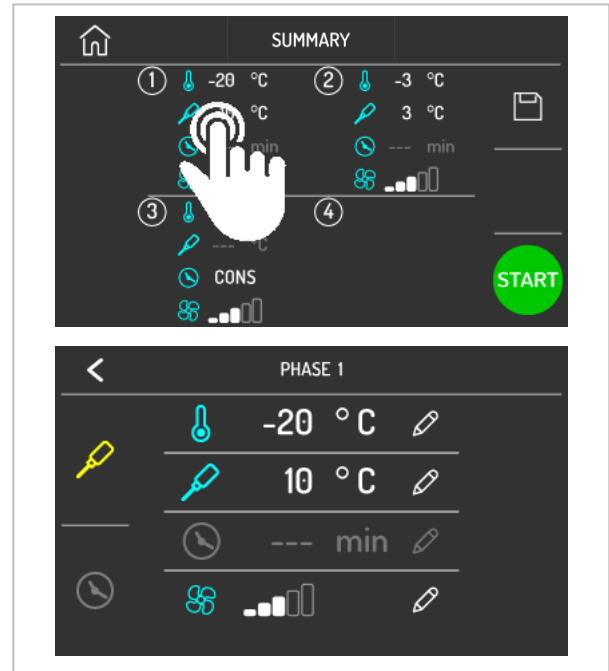 SUMMARY
1 -20 °C 2 -3 °C
°C 3 °C
min --- min
3 4
--- °C
CONS
START
PHASE 1
-20 °C
10 °C
--- min